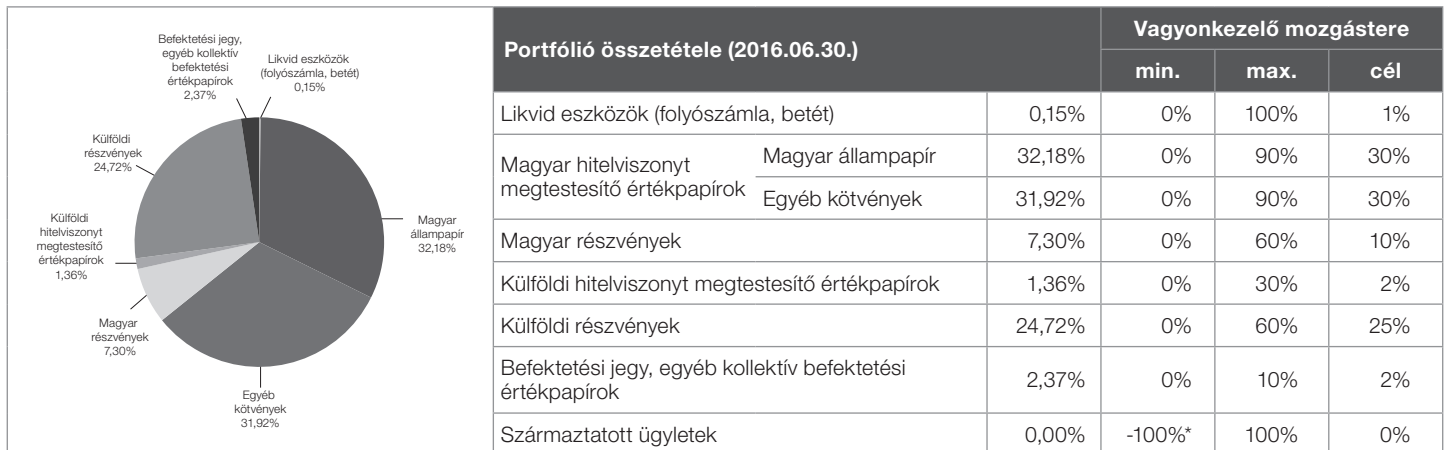 Befektetési jegy,
egyéb kollektív
befektetési
értékpapírok
2,37%
Likvid eszközök
(folyószámla, betét)
0,15%
Külföldi
részvények
24,72%
Külföldi
hitelviszonyt
megtestesítő
értékpapírok
1,36%
Magyar
részvények
7,30%
Egyéb
kötvények
31,92%
Magyar
állampapír
32,18%
Portfólió összetétele (2016.06.30.)
Vagyonkezelő mozgástere
min. max. cél
Likvid eszközök (folyószámla, betét) 0,15% 0% 100% 1%
Magyar hitelviszonyt
megtestesítő értékpapírok
Magyar állampapír 32,18% 0% 90% 30%
Egyéb kötvények 31,92% 0% 90% 30%
Magyar részvények 7,30% 0% 60% 10%
Külföldi hitelviszonyt megtestesítő értékpapírok 1,36% 0% 30% 2%
Külföldi részvények 24,72% 0% 60% 25%
Befektetési jegy, egyéb kollektív befektetési
értékpapírok 2,37% 0% 10% 2%
Származtatott ügyletek 0,00% -100%* 100% 0%